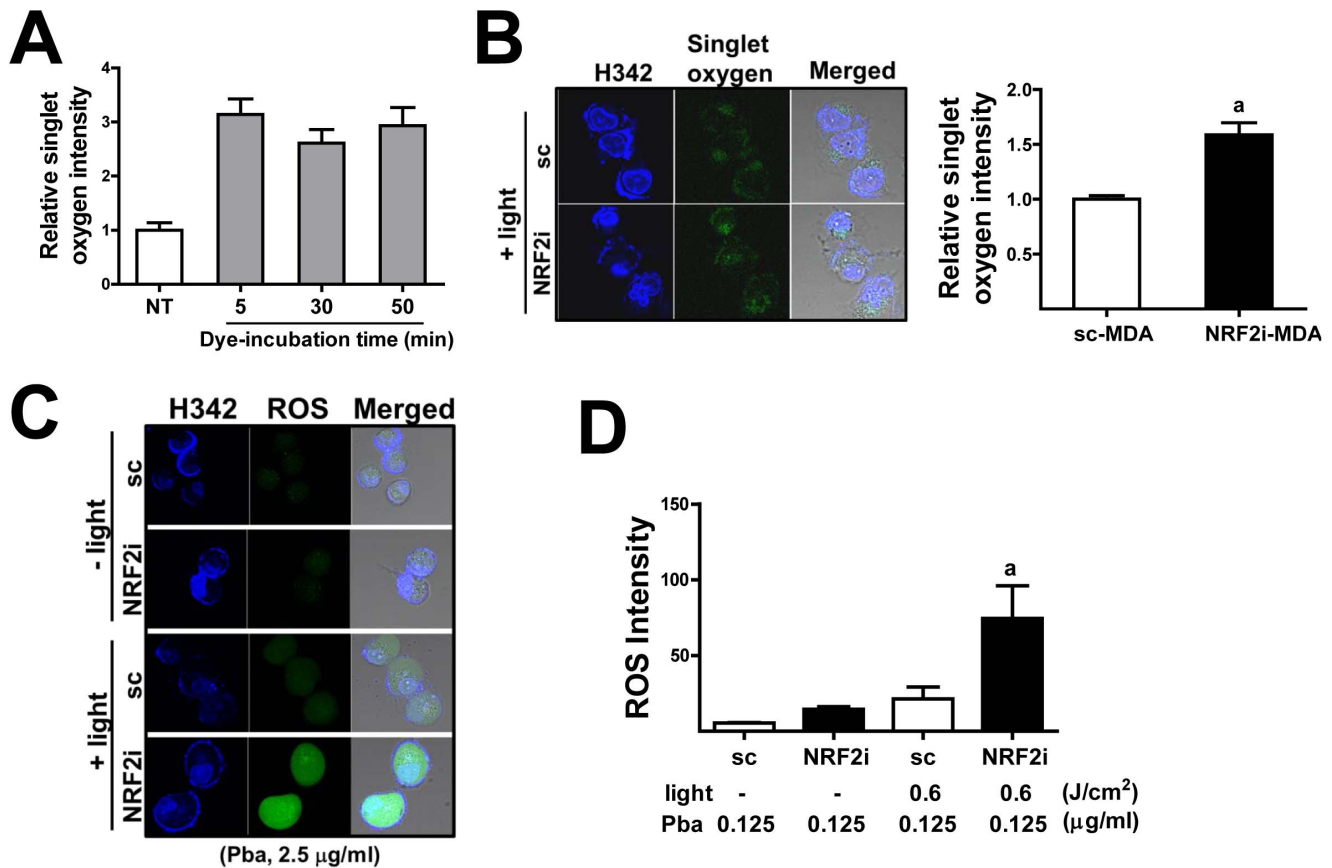 A
Relative singlet
oxygen intensity
4
3
2
1
0
NT
5
30
50
Dye-incubation time (min)
B
H342
Singlet
oxygen
Merged
+ light
sc
NRF2i
Relative singlet
oxygen intensity
2.0
1.5
1.0
0.5
a
sc-MDA
NRF2i-MDA
C
H342
ROS
Merged
- light
sc
NRF2i
+ light
sc
NRF2i
(Pba, 2.5 μg/ml)
D
ROS Intensity
150
100
50
a
sc
NRF2i
sc
NRF2i
light - - 0.6 0.6 (J/cm²)
Pba 0.125 0.125 0.125 0.125 (μg/ml)